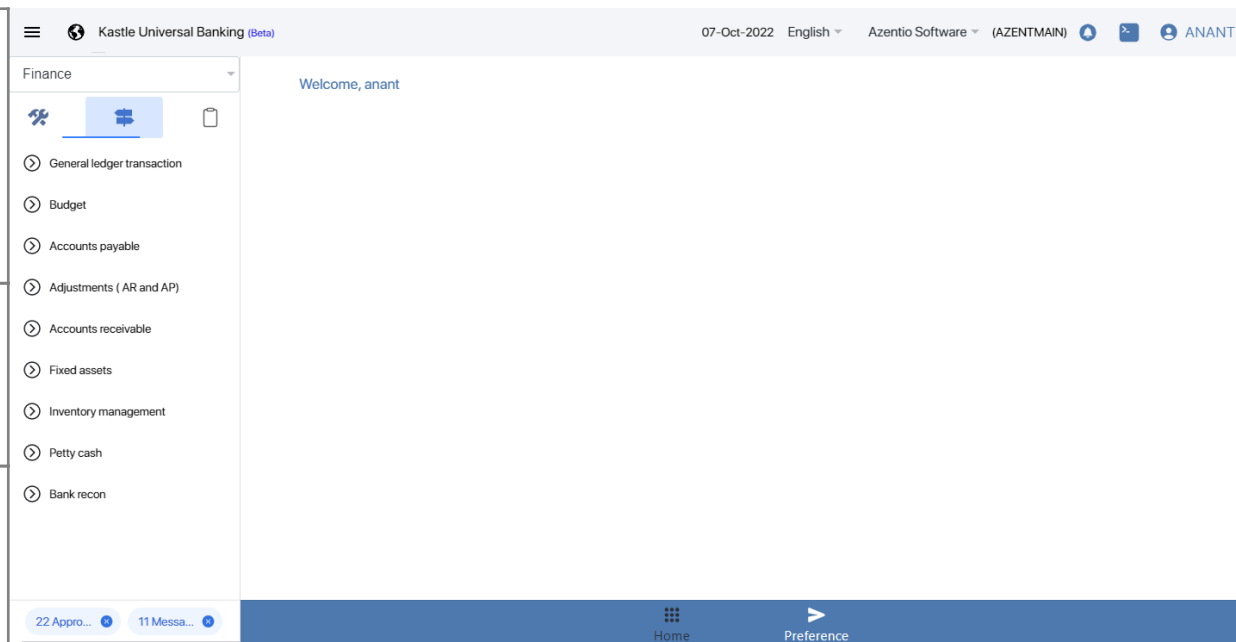 Kastle Universal Banking (Beta)
07-Oct-2022 English Azentio Software (AZENTMAIN) ANANT
Finance
Welcome, anant
General ledger transaction
Budget
Accounts payable
Adjustments ( AR and AP)
Accounts receivable
Fixed assets
Inventory management
Petty cash
Bank recon
22 Appro... 11 Messa...
Home Preference